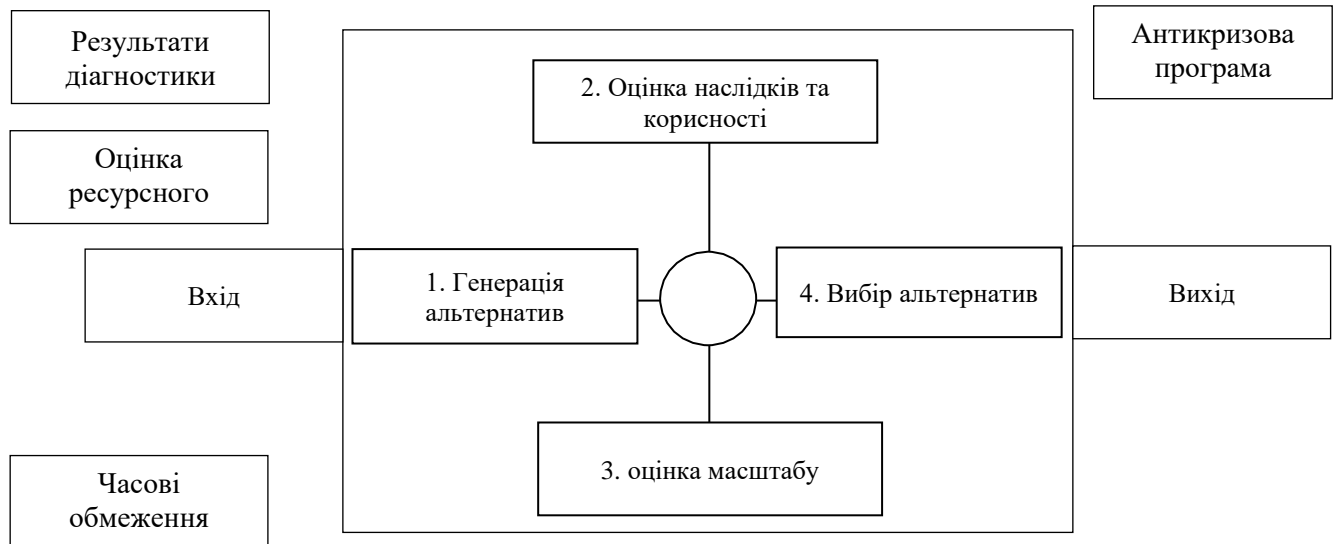 Результати
діагностики
Антикризова
програма
2. Оцінка наслідків та
корисності
Оцінка
ресурсного
Вхід
1. Генерація
альтернатив
4. Вибір альтернатив
Вихід
3. оцінка масштабу
Часові
обмеження